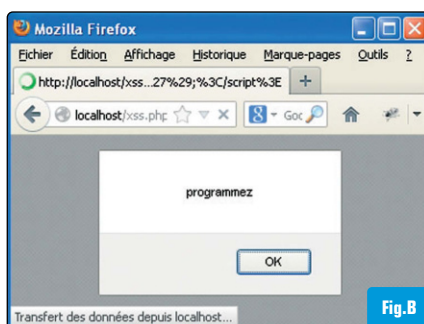 Mozilla Firefox
Fichier Édition Affichage Historique Marque-pages Outils ?
http://localhost/xss...27%29;%3C/script%3E +
localhost/xss.php Goo
programmez
OK
Transfert des données depuis localhost...
Fig.B